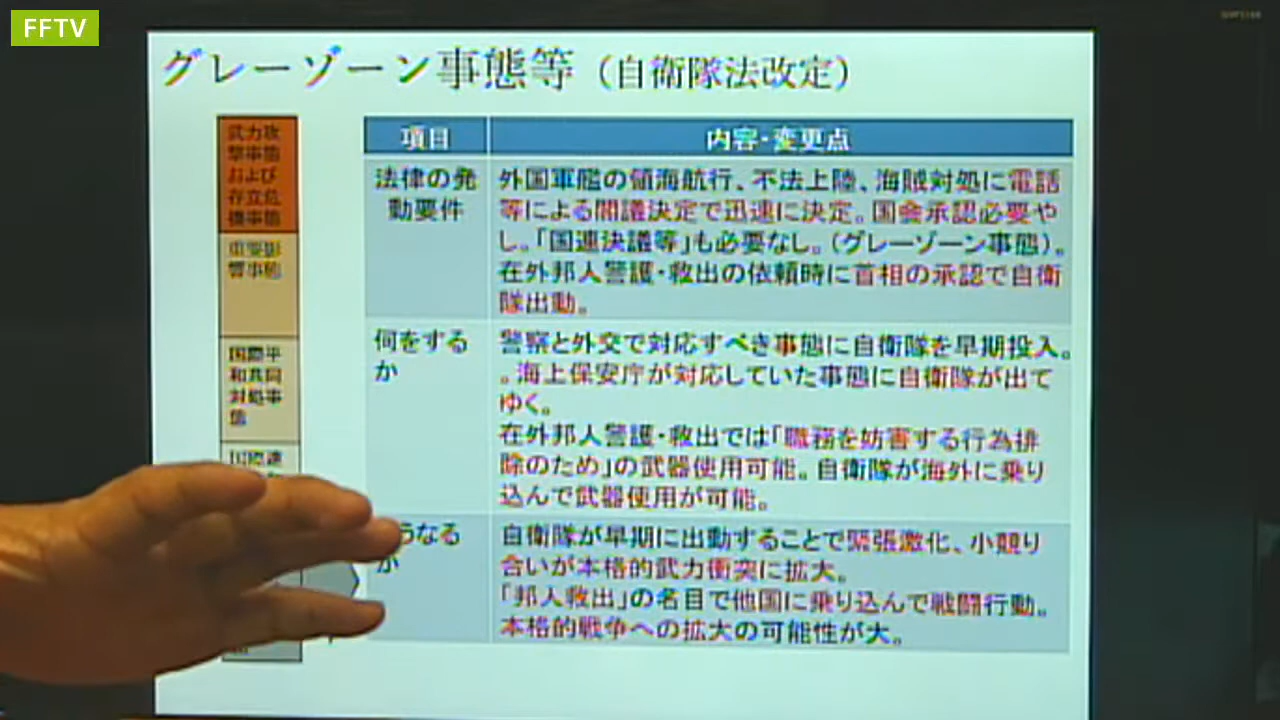 FFTV
グレーゾーン事態等（自衛隊法改定）
武力攻
撃事態
および
存立危
機事態
重要影
響事態
国際平
和共同
対処事
態
国際連
項目
内容・変更点
法律の発
動要件
外国軍艦の領海航行、不法上陸、海賊対処に電話
等による閣議決定で迅速に決定。国会承認必要や
し。「国連決議等」も必要なし。（グレーゾーン事態）。
在外邦人警護・救出の依頼時に首相の承認で自衛
隊出動。
何をする
か
警察と外交で対応すべき事態に自衛隊を早期投入。
。海上保安庁が対応していた事態に自衛隊が出て
ゆく。
在外邦人警護・救出では「職務を妨害する行為排
除のため」の武器使用可能。自衛隊が海外に乗り
込んで武器使用が可能。
うなる
か
自衛隊が早期に出動することで緊張激化、小競り
合いが本格的武力衝突に拡大。
「邦人救出」の名目で他国に乗り込んで戦闘行動。
本格的戦争への拡大の可能性が大。